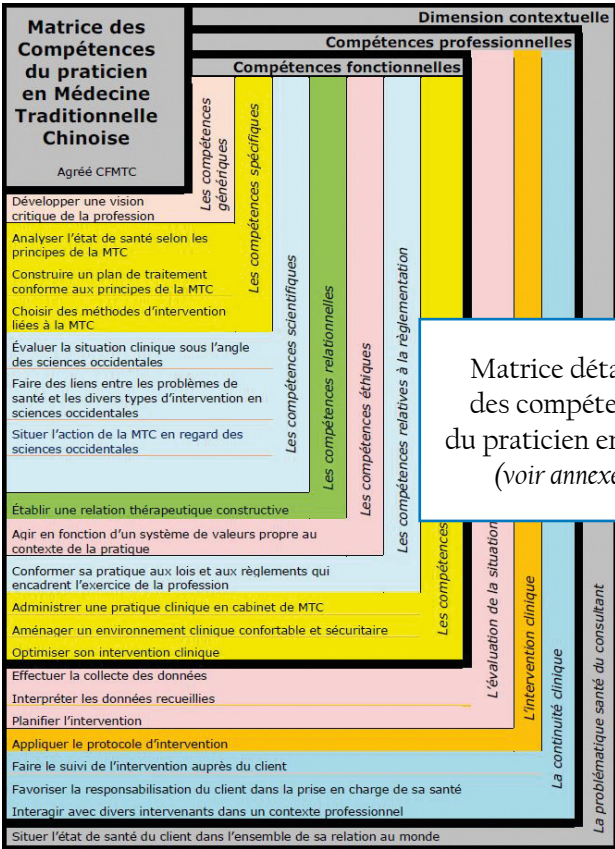 Matrice des
Compétences
du praticien
en Médecine
Traditionnelle
Chinoise
Agréé CFMTC
Dimension contextuelle
Compétences professionnelles
Compétences fonctionnelles
Les compétences
génériques
Les compétences spécifiques
Les compétences scientifiques
Les compétences relationnelles
Les compétences éthiques
Les compétences relatives à la règlementation
Les compétences
L'évaluation de la situation
L'intervention clinique
La continuité clinique
La problématique santé du consultant
Développer une vision
critique de la profession
Analyser l'état de santé selon les
principes de la MTC
Construire un plan de traitement
conforme aux principes de la MTC
Choisir des méthodes d'intervention
liées à la MTC
Évaluer la situation clinique sous l'angle
des sciences occidentales
Faire des liens entre les problèmes de
santé et les divers types d'intervention en
sciences occidentales
Situer l'action de la MTC en regard des
sciences occidentales
Matrice déta
des compéte
du praticien en
(voir annexe
Établir une relation thérapeutique constructive
Agir en fonction d'un système de valeurs propre au
contexte de la pratique
Conformer sa pratique aux lois et aux règlements qui
encadrent l'exercice de la profession
Administrer une pratique clinique en cabinet de MTC
Aménager un environnement clinique confortable et sécuritaire
Optimiser son intervention clinique
Effectuer la collecte des données
Interpréter les données recueillies
Planifier l'intervention
Appliquer le protocole d'intervention
Faire le suivi de l'intervention auprès du client
Favoriser la responsabilisation du client dans la prise en charge de sa santé
Interagir avec divers intervenants dans un contexte professionnel
Situer l'état de santé du client dans l'ensemble de sa relation au monde